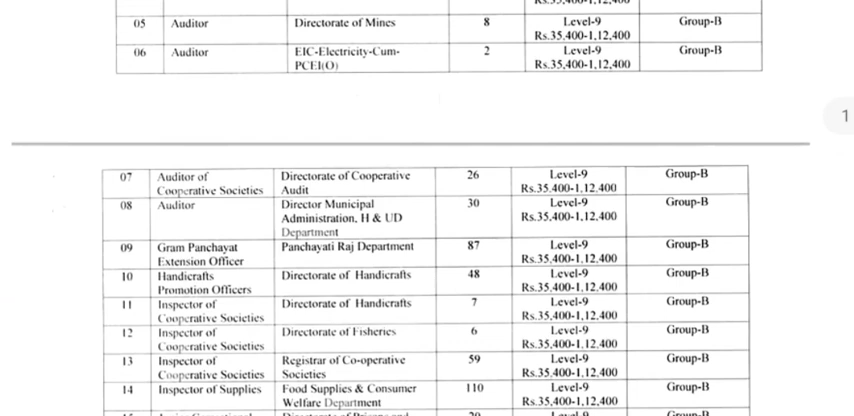 05 Auditor Directorate of Mines 8 Level-9 Group-B
Rs.35,400-1,12,400
06 Auditor EIC-Electricity-Cum- 2 Level-9 Group-B
PCEI(O) Rs.35,400-1,12,400
1
07 Auditor of Directorate of Cooperative 26 Level-9 Group-B
Cooperative Societies Audit Rs.35,400-1,12,400
08 Auditor Director Municipal 30 Level-9 Group-B
Administration, H & UD Rs.35,400-1,12,400
Department
09 Gram Panchayat Panchayati Raj Department 87 Level-9 Group-B
Extension Officer Rs.35,400-1,12,400
10 Handicrafts Directorate of Handicrafts 48 Level-9 Group-B
Promotion Officers Rs.35,400-1,12,400
11 Inspector of Directorate of Handicrafts 7 Level-9 Group-B
Cooperative Societies Rs.35,400-1,12,400
12 Inspector of Directorate of Fisheries 6 Level-9 Group-B
Cooperative Societies Rs.35,400-1,12,400
13 Inspector of Registrar of Co-operative 59 Level-9 Group-B
Cooperative Societies Societies Rs.35,400-1,12,400
14 Inspector of Supplies Food Supplies & Consumer 110 Level-9 Group-B
Welfare Department Rs.35,400-1,12,400